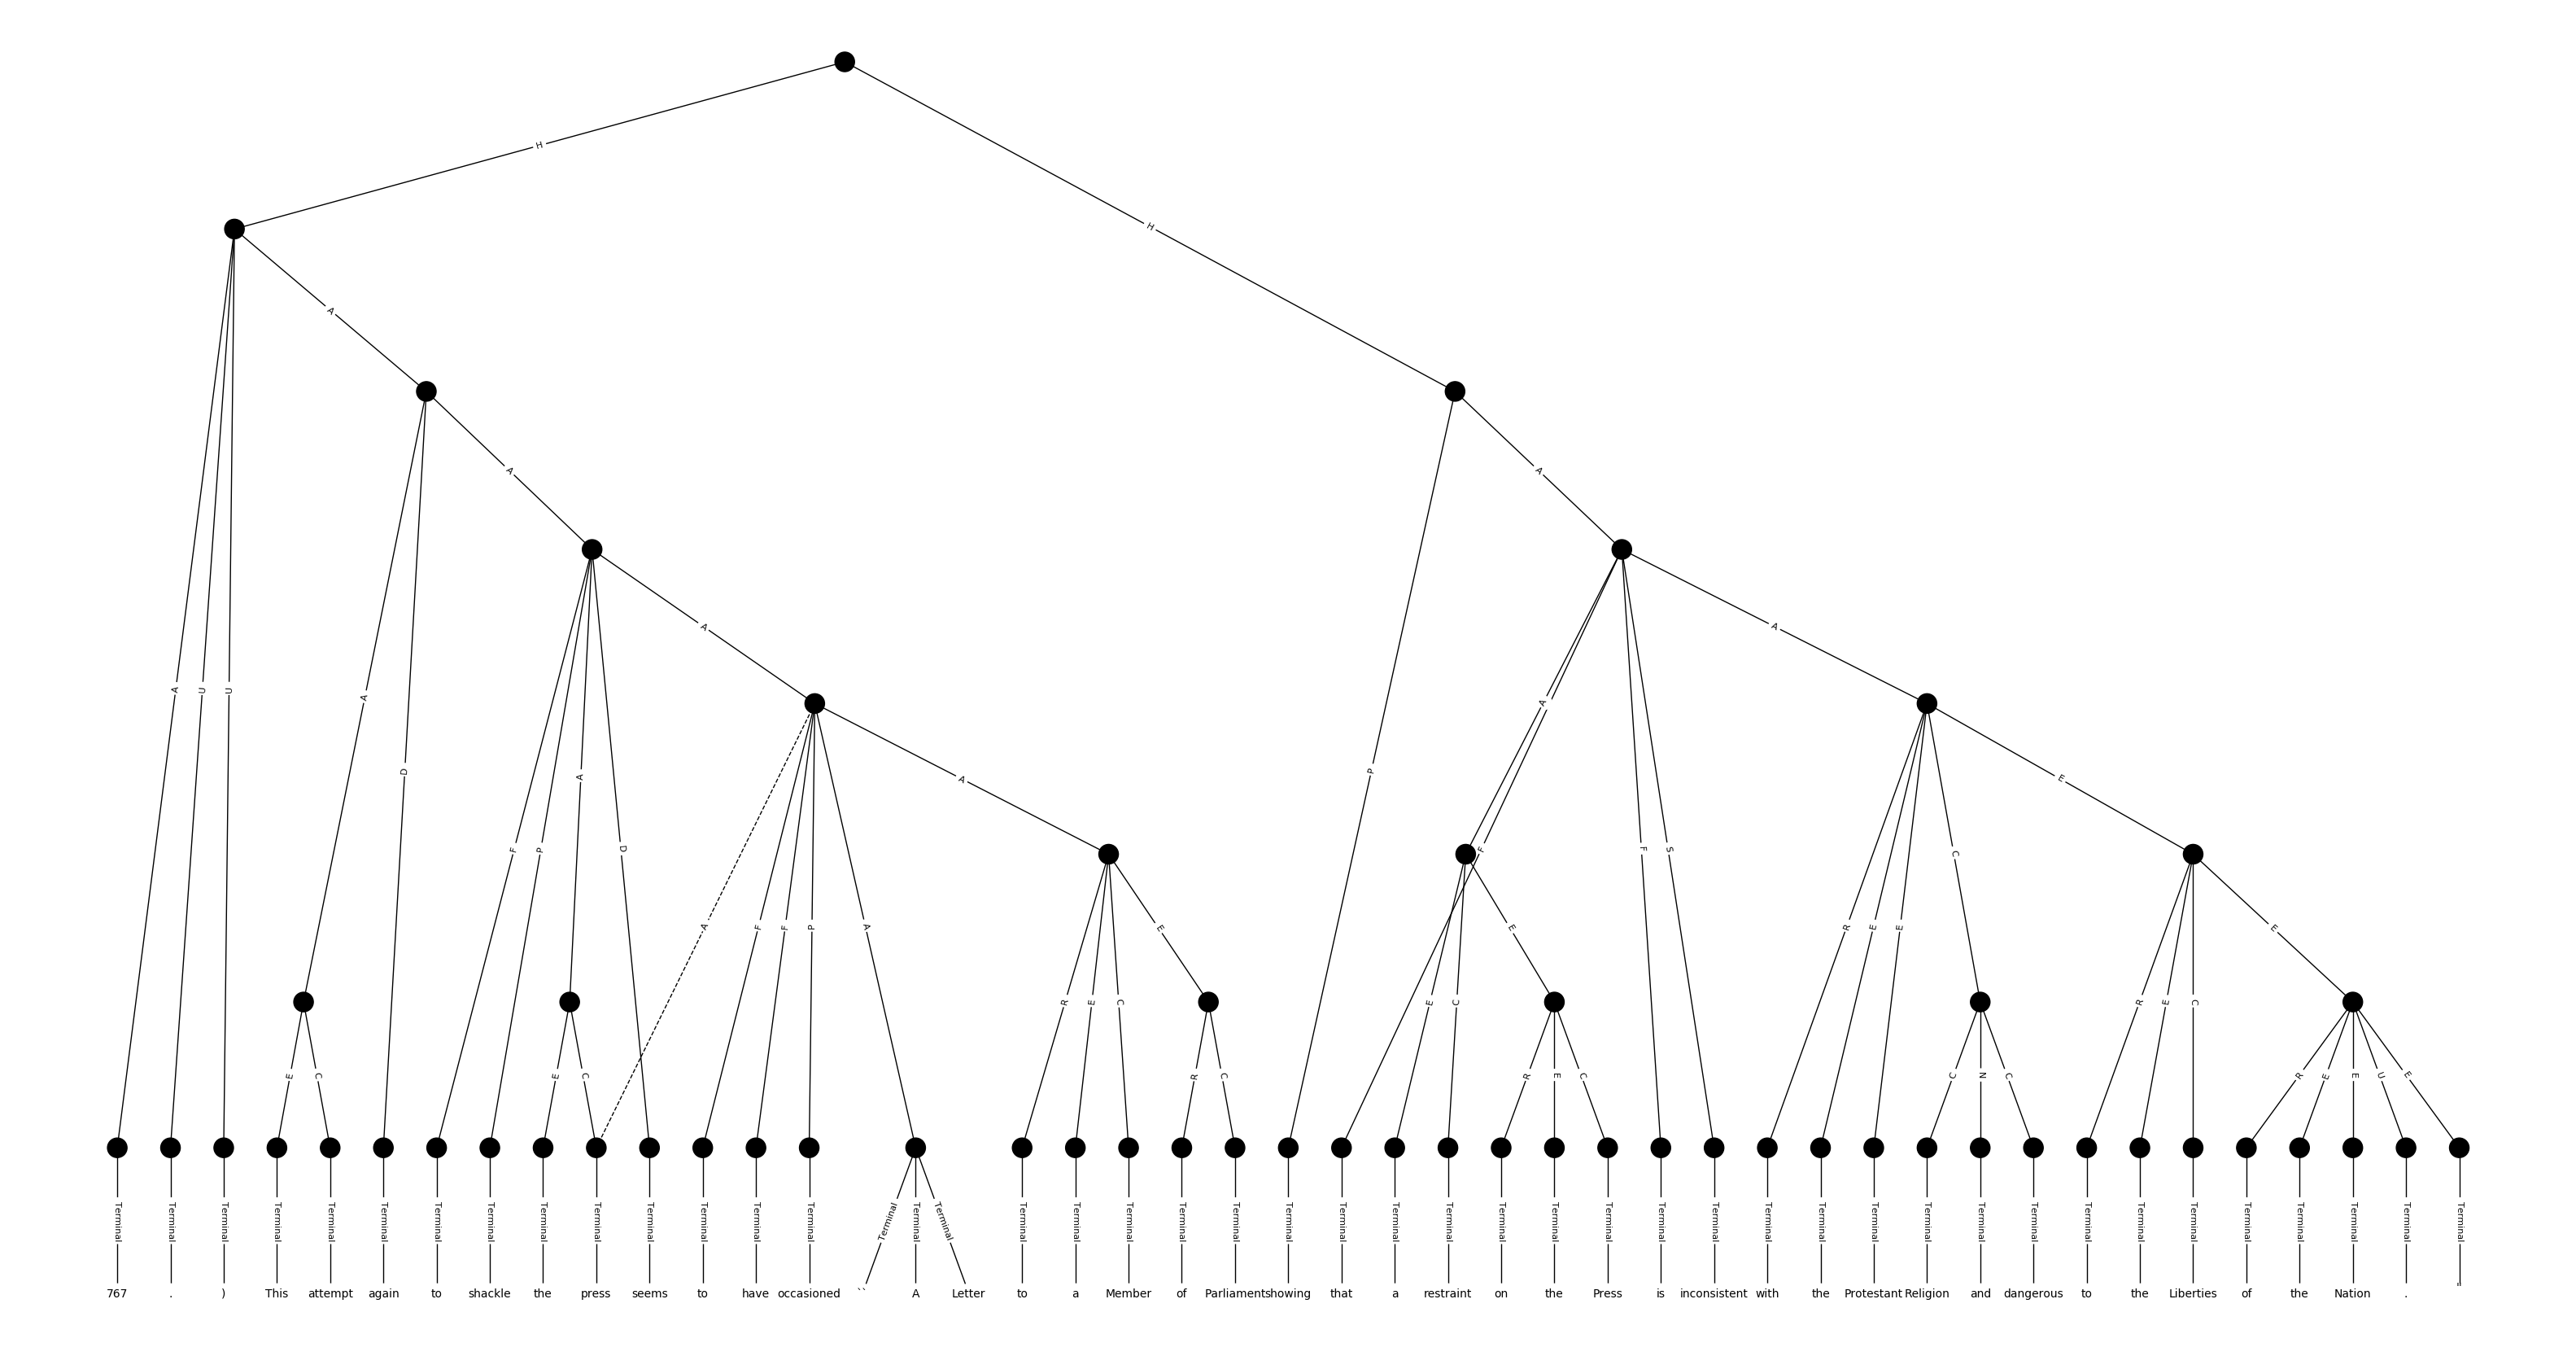 H
H
A
A
A
A
A
A
U
U
A
A
P
A
D
A
E
F
P
D
F
F
S
C
A
F
F
P
A
E
R
E
E
E
E
R
E
C
E
C
R
E
C
E
C
E
C
R
C
R
E
C
C
N
C
R
E
E
U
E
Terminal Terminal Terminal Terminal Terminal Terminal Terminal Terminal Terminal Terminal Terminal Terminal Terminal Terminal Terminal Terminal Terminal Terminal Terminal Terminal Terminal Terminal Terminal Terminal Terminal Terminal Terminal Terminal Terminal Terminal Terminal Terminal Terminal Terminal Terminal Terminal Terminal Terminal Terminal Terminal Terminal Terminal Terminal Terminal Terminal
767 . ) This attempt again to shackle the press seems to have occasioned `` A Letter to a Member of Parliament showing that a restraint on the Press is inconsistent with the Protestant Religion and dangerous to the Liberties of the Nation . "